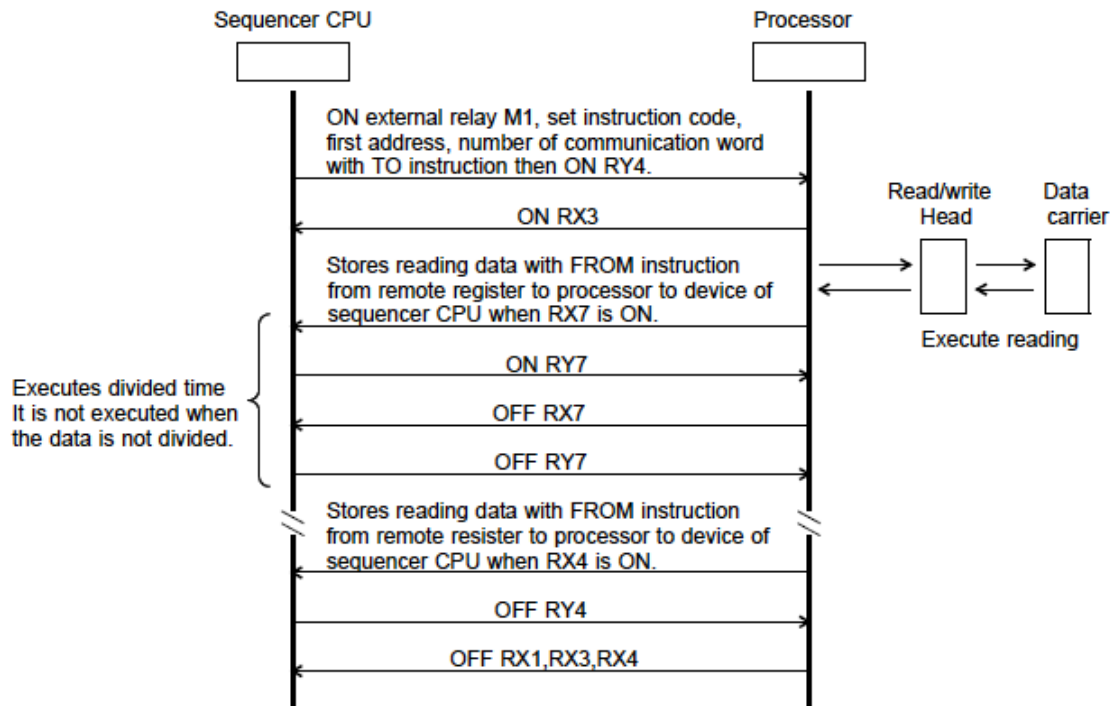 Sequencer CPU
Processor
ON external relay M1, set instruction code,
first address, number of communication word
with TO instruction then ON RY4.
Read/write
Head
Data
carrier
ON RX3
Stores reading data with FROM instruction
from remote register to processor to device of
sequencer CPU when RX7 is ON.
Execute reading
Executes divided time
It is not executed when
the data is not divided.
ON RY7
OFF RX7
OFF RY7
Stores reading data with FROM instruction
from remote resister to processor to device of
sequencer CPU when RX4 is ON.
OFF RY4
OFF RX1,RX3,RX4